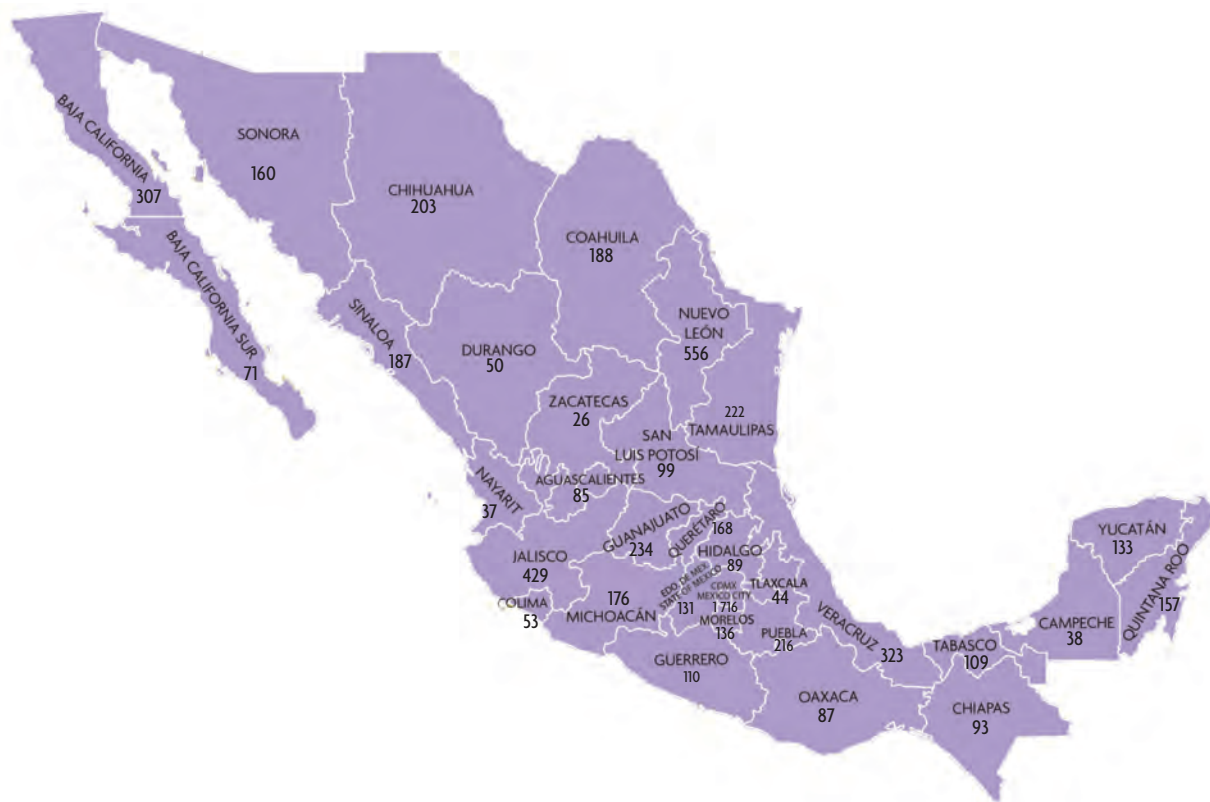 BAJA CALIFORNIA
307
SONORA
160
CHIHUAHUA
203
COAHUILA
188
BAJA CALIFORNIA SUR
71
SINALOA
187
DURANGO
50
NUEVO
LEÓN
556
ZACATECAS
26
222
TAMAULIPAS
SAN
LUIS POTOSÍ
99
NAYARIT
37
AGUASCALIENTES
85
GUANAJUATO
234
QUERÉTARO
168
HIDALGO
89
JALISCO
429
COLIMA
53
176
MICHOACÁN
EDO. DE MEX.
STATE OF MEXICO
131
CDMX
MEXICO CITY
1 716
MORELOS
136
TLAXCALA
44
PUEBLA
216
VERACRUZ
323
GUERRERO
110
OAXACA
87
TABASCO
109
CHIAPAS
93
CAMPECHE
38
YUCATÁN
133
QUINTANA ROO
157